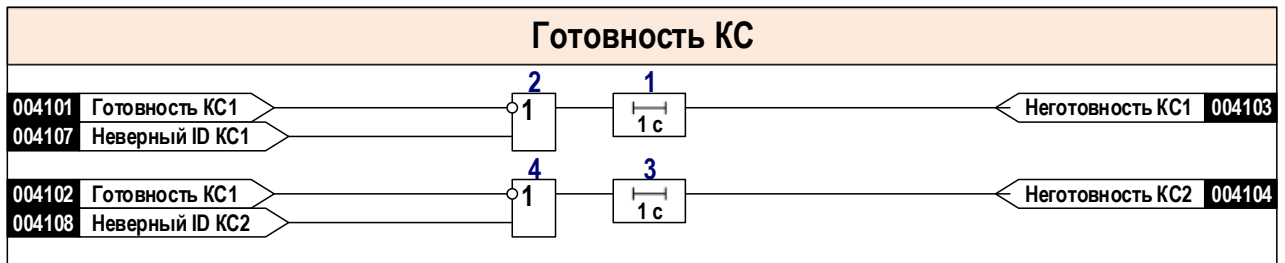 Готовность КС
2 1
004101 Готовность КС1 1 Неготовность КС1 004103
004107 Неверный ID КС1 1 с
4 3
004102 Готовность КС1 1 Неготовность КС2 004104
004108 Неверный ID КС2 1 с